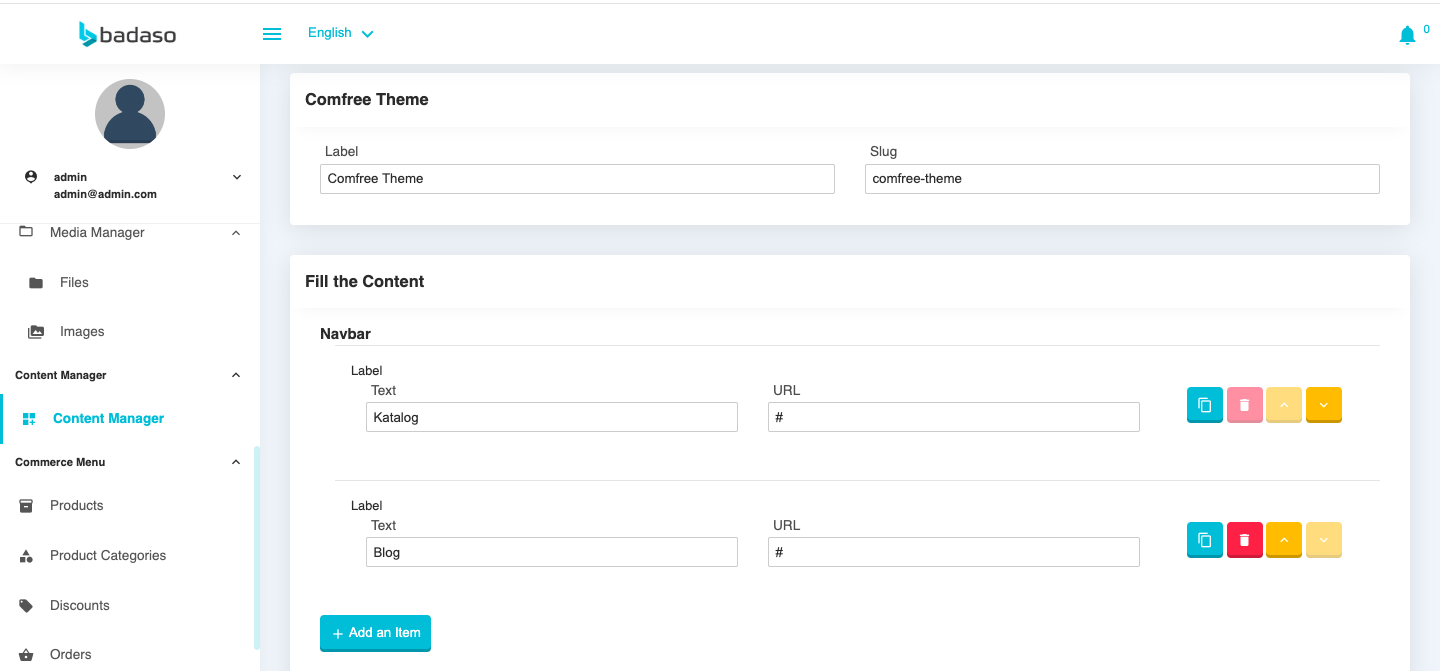 badaso
English
0
admin
admin@admin.com
Media Manager
Files
Images
Content Manager
Content Manager
Commerce Menu
Products
Product Categories
Discounts
Orders
Comfree Theme
Label
Slug
Comfree Theme
comfree-theme
Fill the Content
Navbar
Label
Text
URL
Katalog
#
Label
Text
URL
Blog
#
+ Add an Item